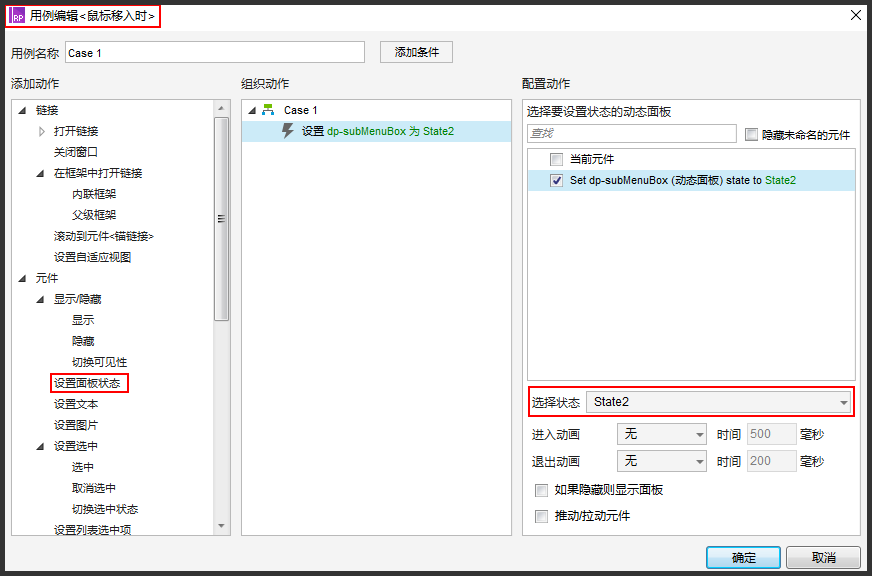 RP 用例编辑<鼠标移入时>
用例名称 Case 1 添加条件
添加动作
链接
打开链接
关闭窗口
在框架中打开链接
内联框架
父级框架
滚动到元件<锚链接>
设置自适应视图
元件
显示/隐藏
显示
隐藏
切换可见性
设置面板状态
设置文本
设置图片
设置选中
选中
取消选中
切换选中状态
设置列表选中项
组织动作
Case 1
设置 dp-subMenuBox 为 State2
配置动作
选择要设置状态的动态面板
查找 隐藏未命名的元件
当前元件
Set dp-subMenuBox (动态面板) state to State2
选择状态 State2
进入动画 无 时间 500 毫秒
退出动画 无 时间 200 毫秒
如果隐藏则显示面板
推动/拉动元件
确定 取消